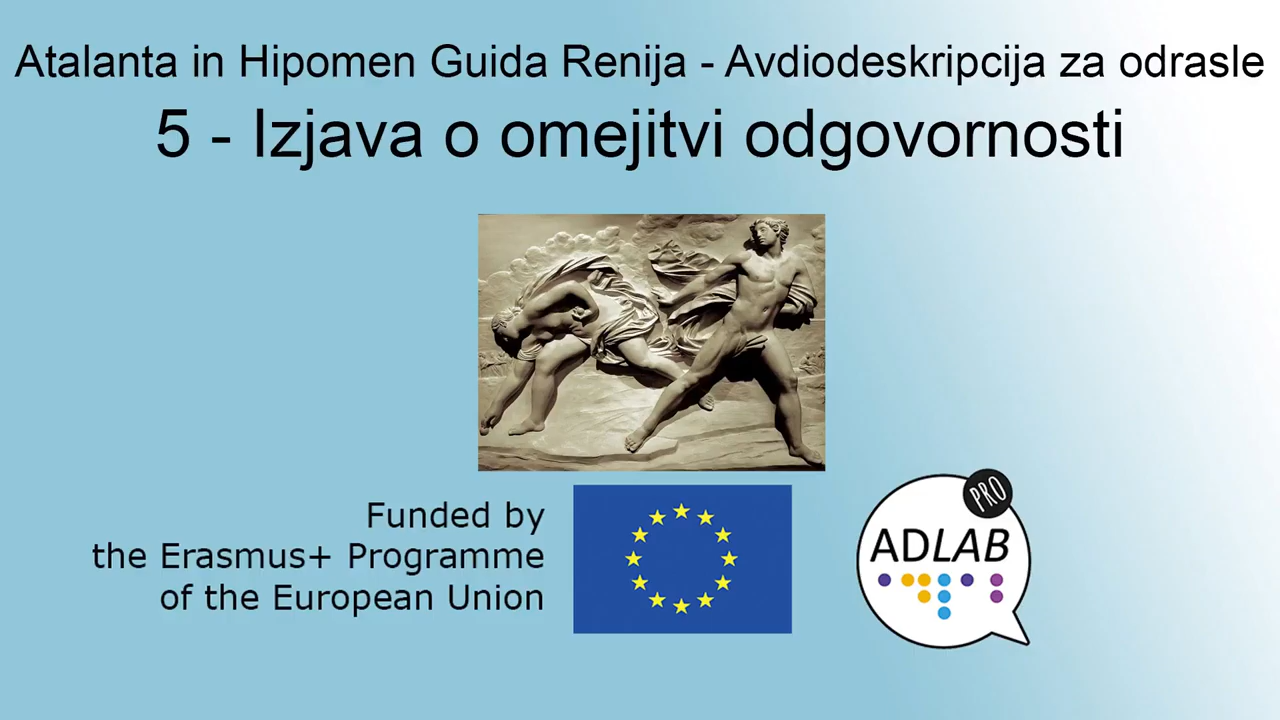 Atalanta in Hipomen Guida Renija - Avdiodeskripcija za odrasle
5 - Izjava o omejitvi odgovornosti
Funded by
the Erasmus+ Programme
of the European Union
PRO
ADLAB